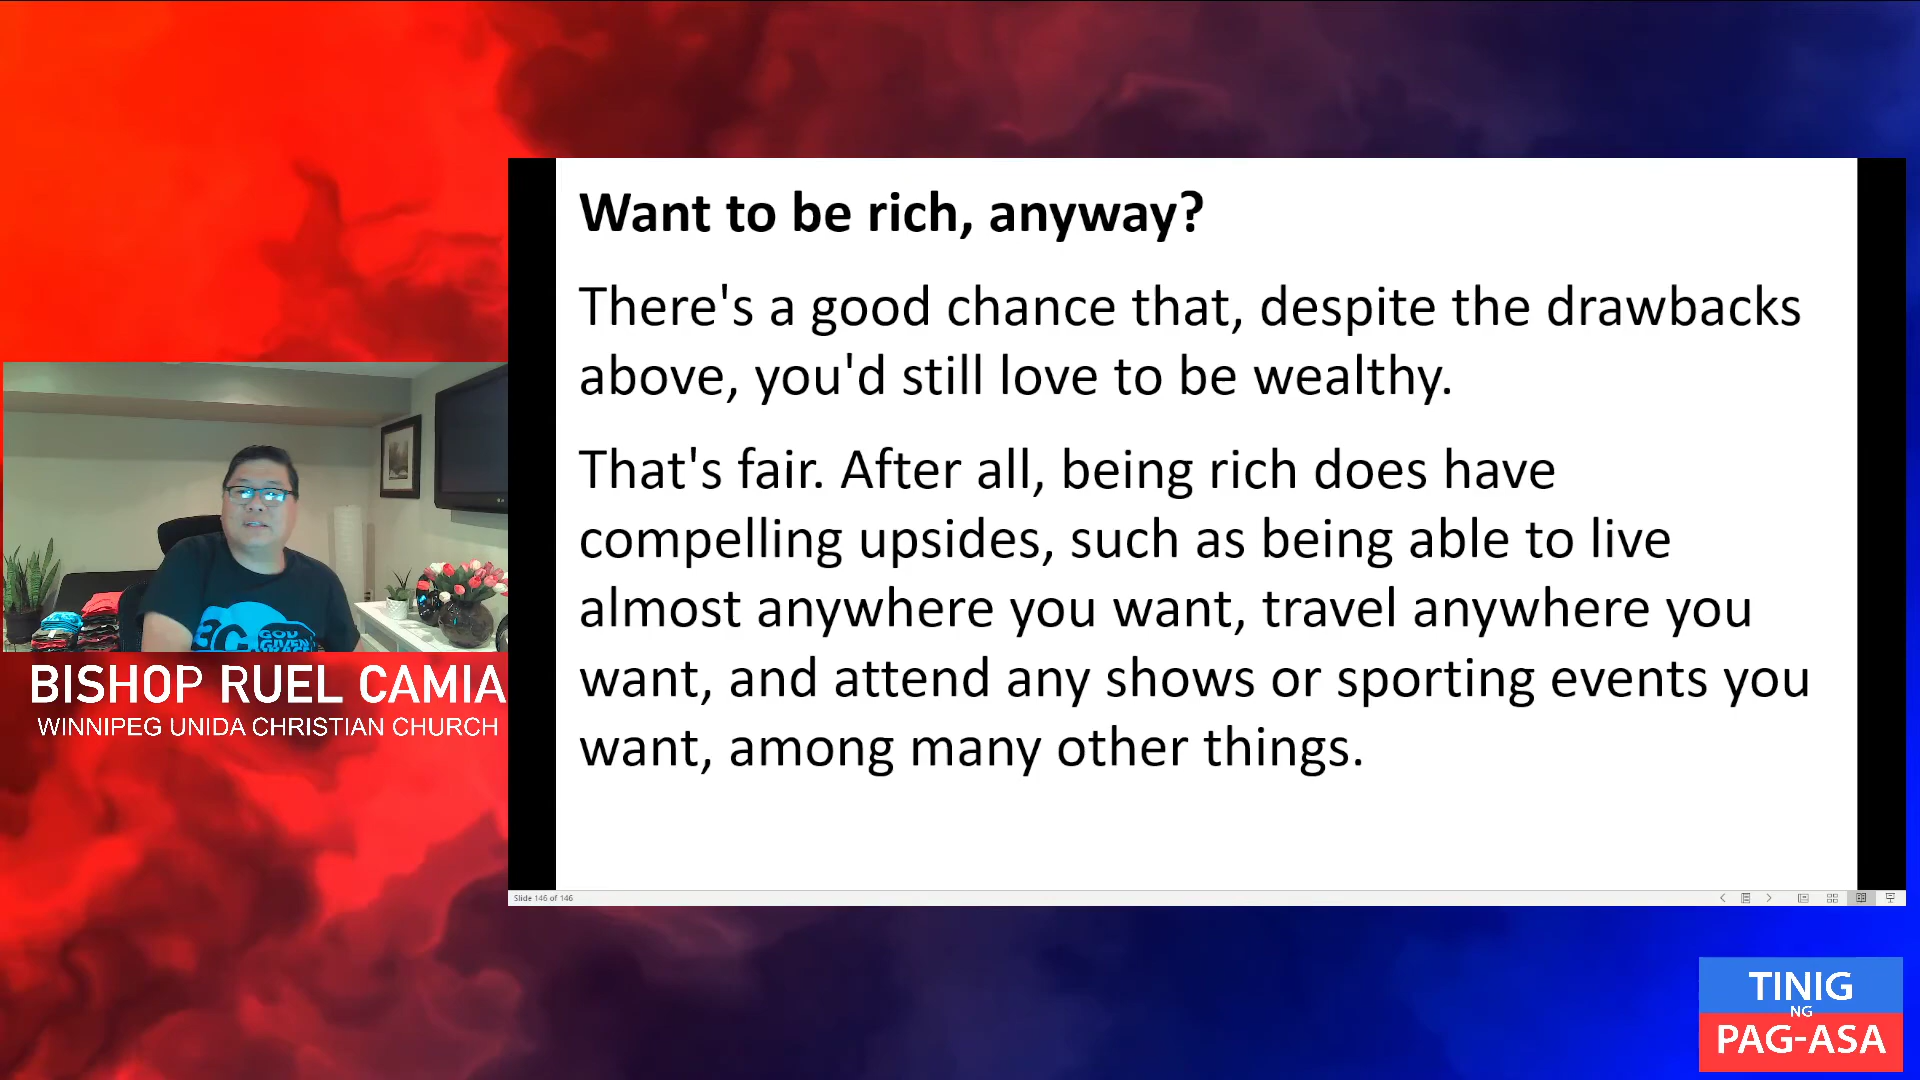 Want to be rich, anyway?
There's a good chance that, despite the drawbacks
above, you'd still love to be wealthy.
That's fair. After all, being rich does have
compelling upsides, such as being able to live
almost anywhere you want, travel anywhere you
want, and attend any shows or sporting events you
want, among many other things.
Slide 146 of 146
GOD
GIVEN
BISHOP RUEL CAMIA
WINNIPEG UNIDA CHRISTIAN CHURCH
TINIG
NG
PAG-ASA